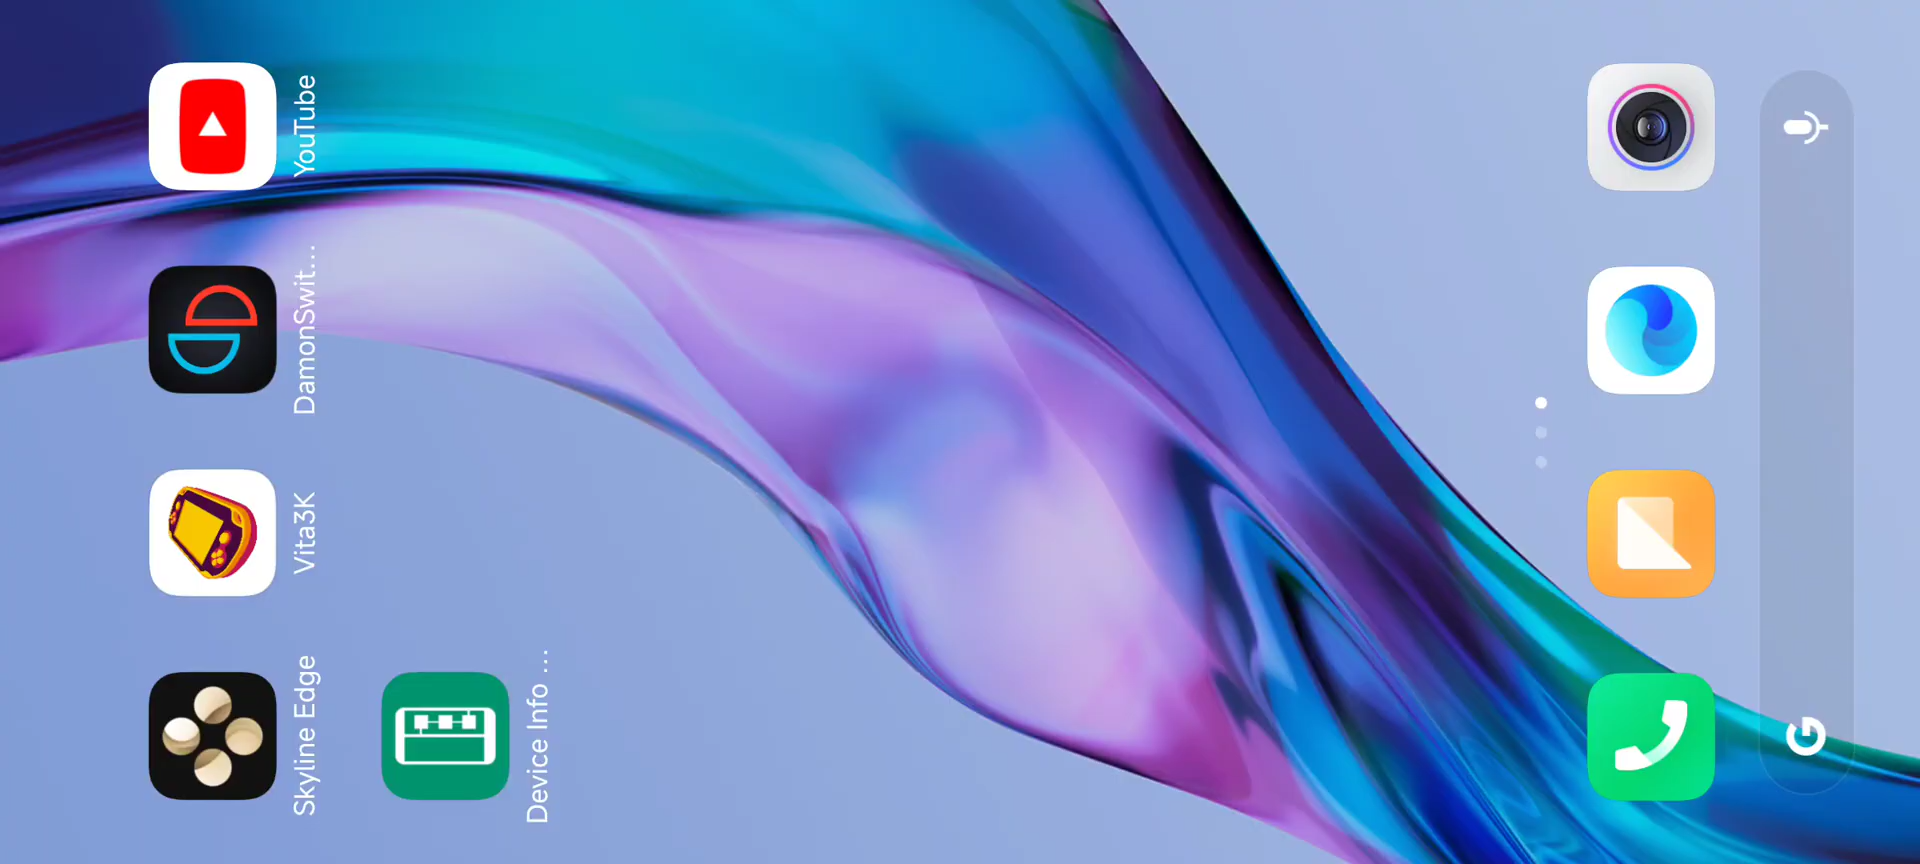 Skyline Edge
Vita3K
DamonSwit...
YouTube
Device Info ...